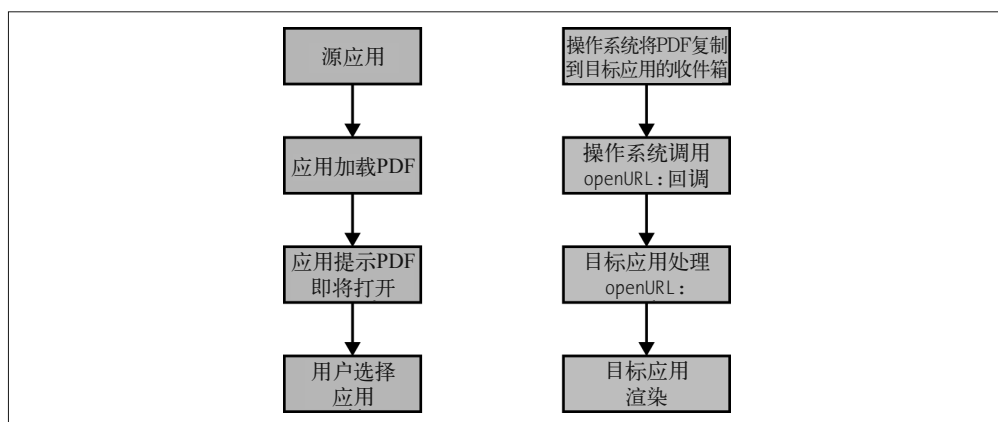 源应用
应用加载PDF
应用提示PDF
即将打开
用户选择
应用
操作系统将PDF复制
到目标应用的收件箱
操作系统调用
openURL:回调
目标应用处理
openURL:
目标应用
渲染